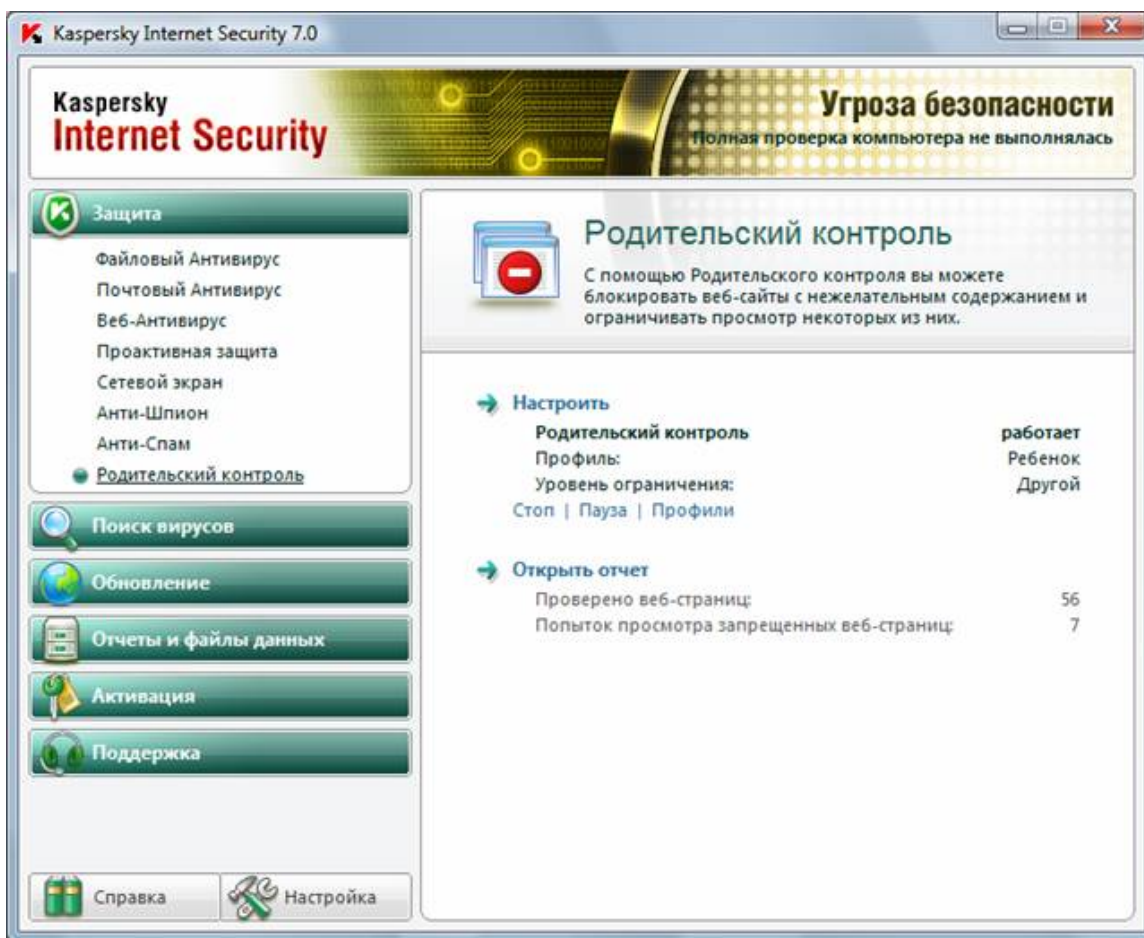 Kaspersky Internet Security 7.0
Kaspersky
Internet Security
Угроза безопасности
Полная проверка компьютера не выполнялась
Защита
Файловый Антивирус
Почтовый Антивирус
Веб-Антивирус
Проактивная защита
Сетевой экран
Анти-Шпион
Анти-Спам
Родительский контроль
Поиск вирусов
Обновление
Отчеты и файлы данных
Активация
Поддержка
Справка
Настройка
Родительский контроль
С помощью Родительского контроля вы можете
блокировать веб-сайты с нежелательным содержанием и
ограничивать просмотр некоторых из них.
Настроить
Родительский контроль работает
Профиль: Ребенок
Уровень ограничения: Другой
Стоп | Пауза | Профили
Открыть отчет
Проверено веб-страниц: 56
Попыток просмотра запрещенных веб-страниц: 7